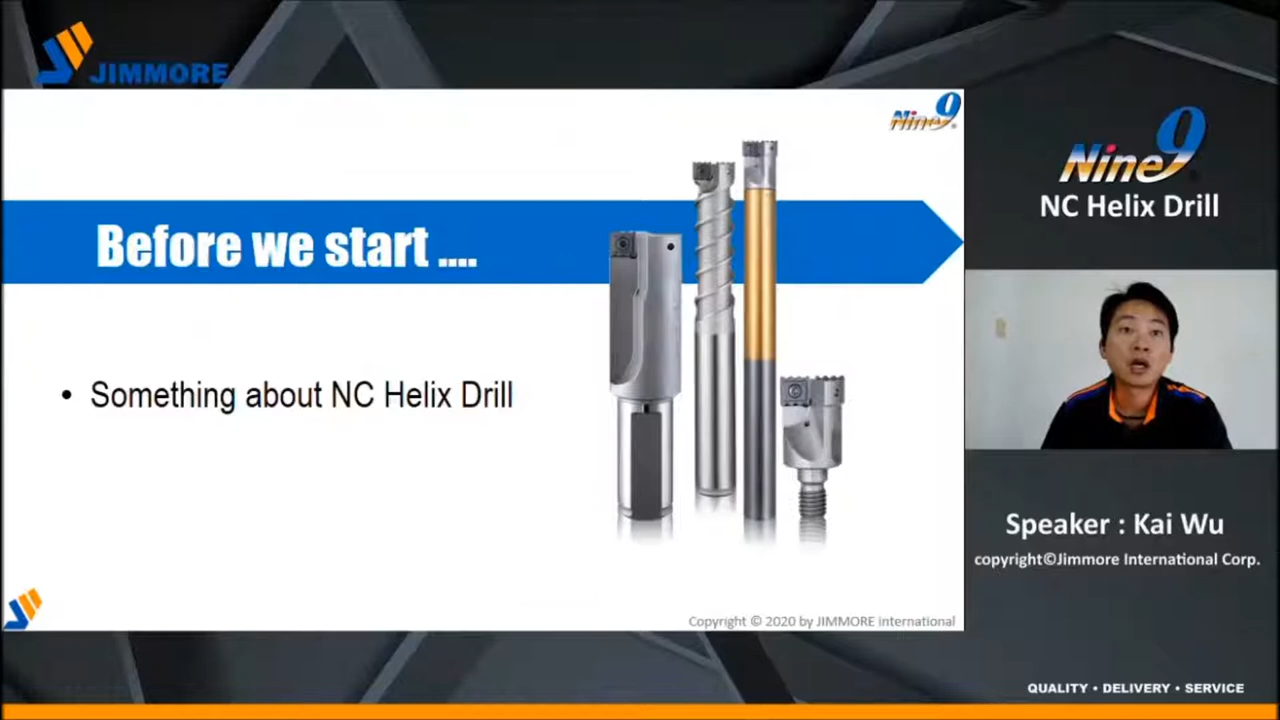 JIMMORE
Nine9
Before we start ....
• Something about NC Helix Drill
Copyright © 2020 by JIMMORE international
Nine9
NC Helix Drill
Speaker : Kai Wu
copyright©Jimmore International Corp.
QUALITY • DELIVERY • SERVICE